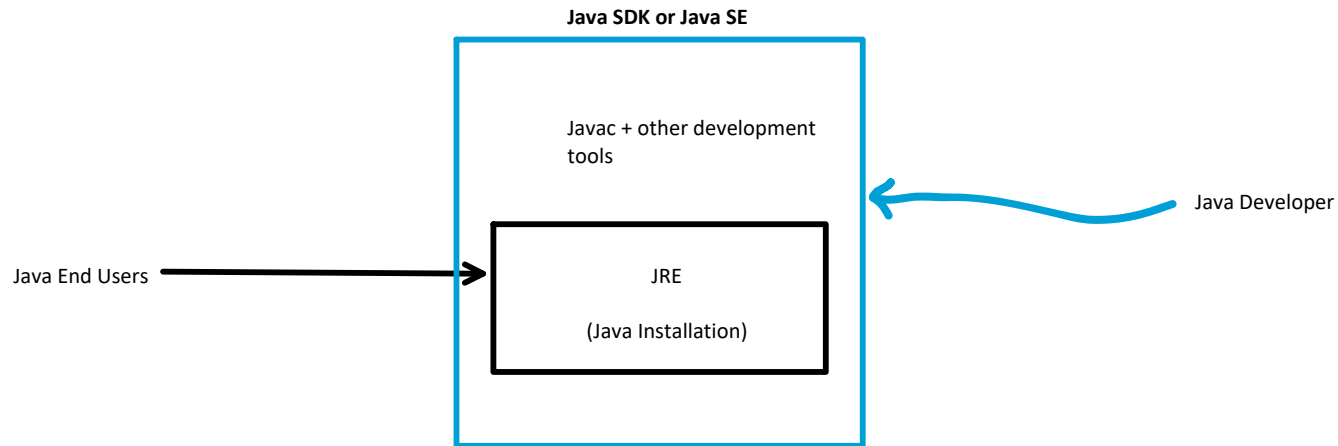 Java SDK or Java SE
Javac + other development
tools
Java Developer
Java End Users
JRE
(Java Installation)